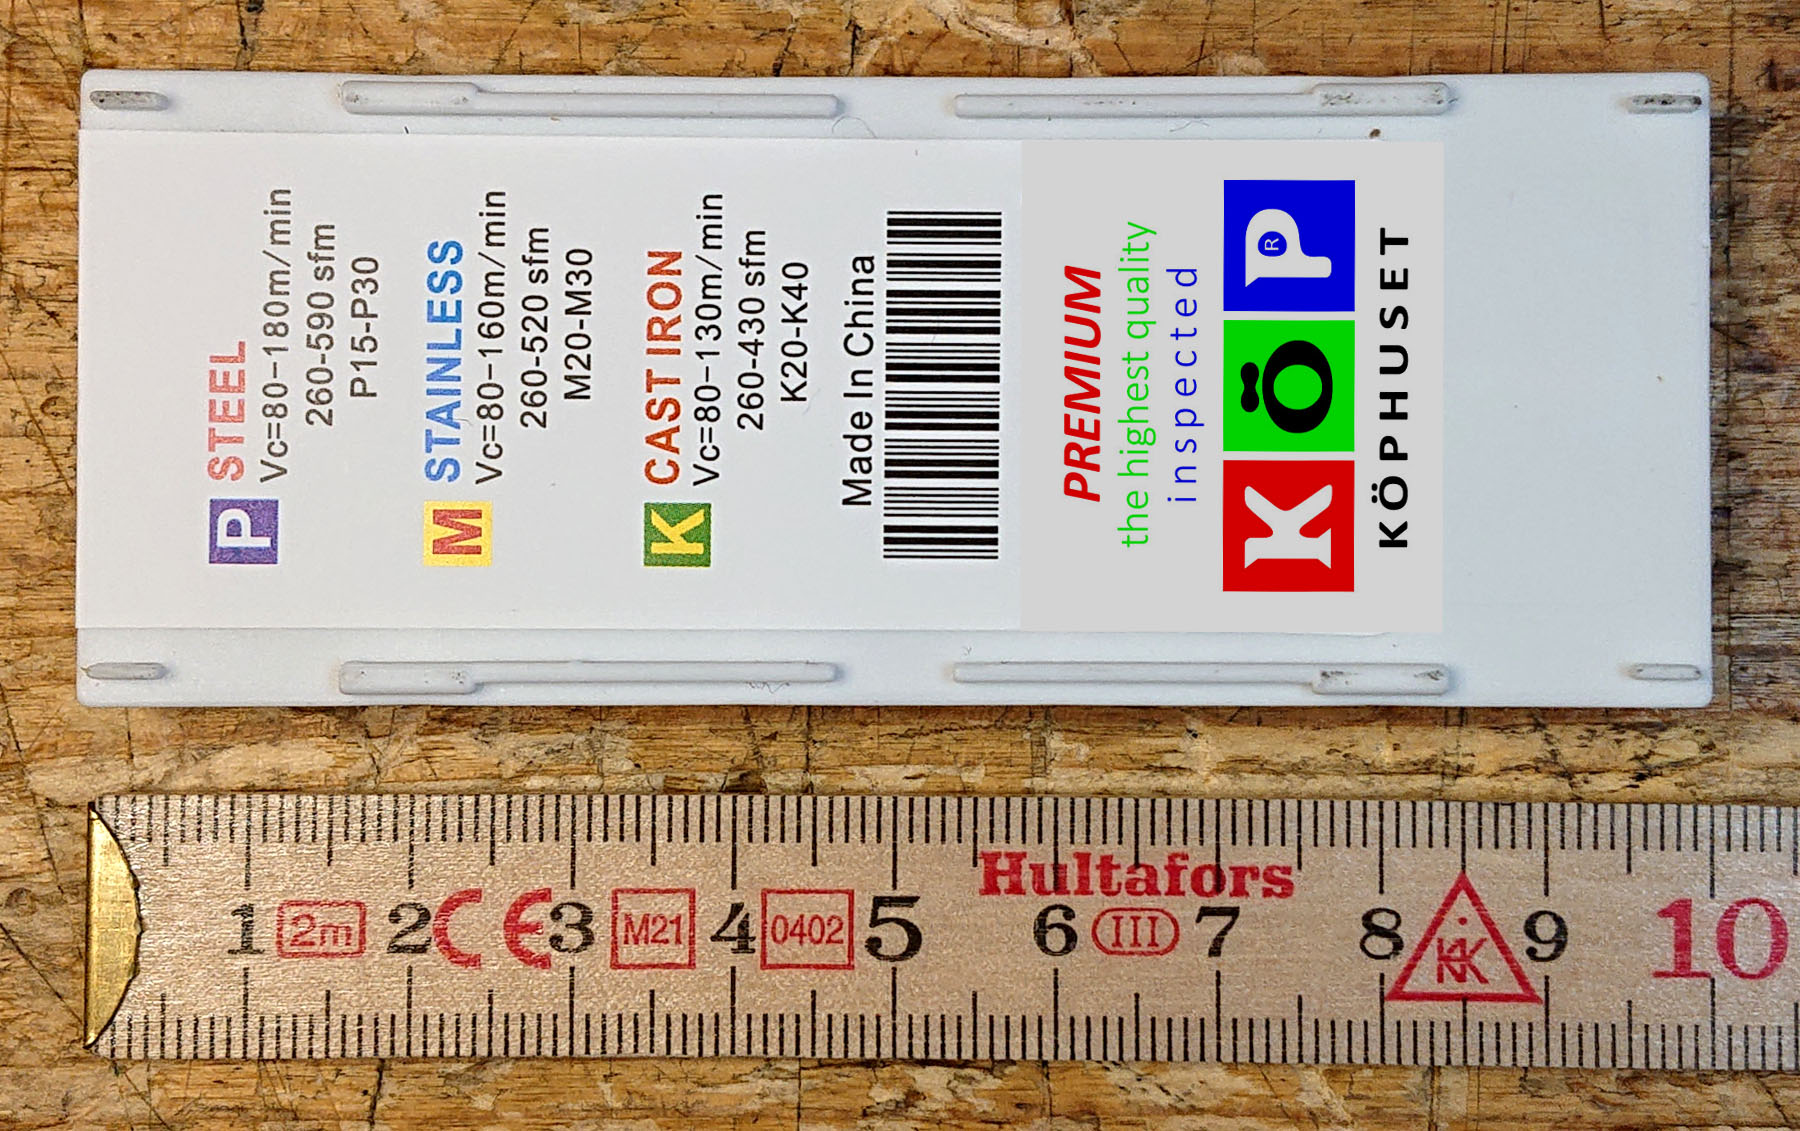 P STEEL
Vc=80-180m/min
260-590 sfm
P15-P30
M STAINLESS
Vc=80-160m/min
260-520 sfm
M20-M30
K CAST IRON
Vc=80-130m/min
260-430 sfm
K20-K40
Made In China
PREMIUM
the highest quality
inspected
KÖP®
KÖPHUSET
Hultafors
1 2m 2 CE 3 M21 4 0402 5 6 III 7 8 KK 9 10